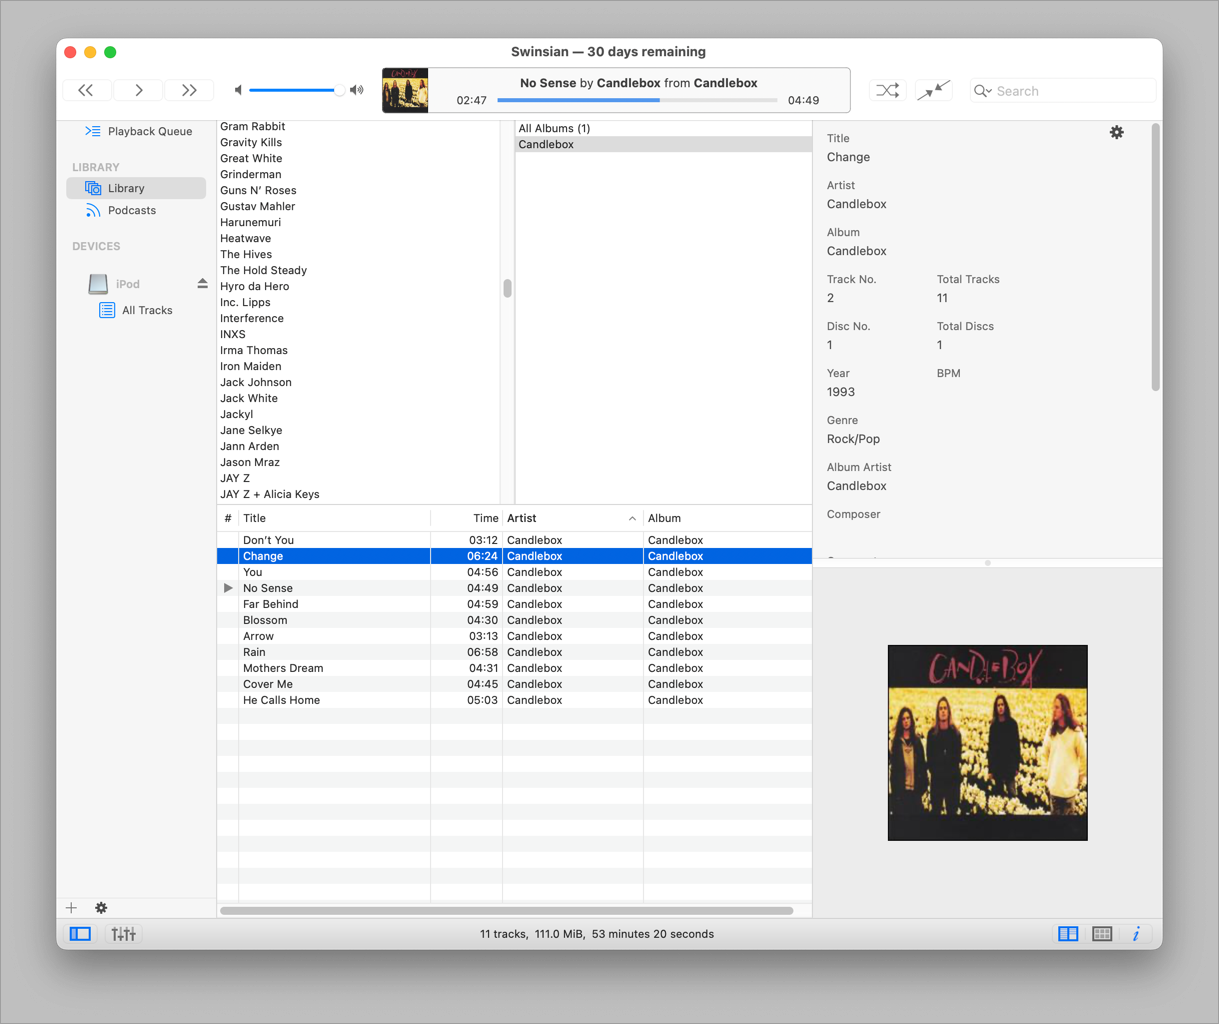 Swinsian — 30 days remaining
No Sense by Candlebox from Candlebox
02:47 04:49
Search
Playback Queue
LIBRARY
Library
Podcasts
DEVICES
iPod
All Tracks
Gram Rabbit
Gravity Kills
Great White
Grinderman
Guns N’ Roses
Gustav Mahler
Harunemuri
Heatwave
The Hives
The Hold Steady
Hyro da Hero
Inc. Lipps
Interference
INXS
Irma Thomas
Iron Maiden
Jack Johnson
Jack White
Jackyl
Jane Selkye
Jann Arden
Jason Mraz
JAY Z
JAY Z + Alicia Keys
All Albums (1)
Candlebox
# Title Time Artist Album
Don’t You 03:12 Candlebox Candlebox
Change 06:24 Candlebox Candlebox
You 04:56 Candlebox Candlebox
No Sense 04:49 Candlebox Candlebox
Far Behind 04:59 Candlebox Candlebox
Blossom 04:30 Candlebox Candlebox
Arrow 03:13 Candlebox Candlebox
Rain 06:58 Candlebox Candlebox
Mothers Dream 04:31 Candlebox Candlebox
Cover Me 04:45 Candlebox Candlebox
He Calls Home 05:03 Candlebox Candlebox
Title
Change
Artist
Candlebox
Album
Candlebox
Track No. Total Tracks
2 11
Disc No. Total Discs
1 1
Year BPM
1993
Genre
Rock/Pop
Album Artist
Candlebox
Composer
CANDLEBOX
11 tracks, 111.0 MiB, 53 minutes 20 seconds